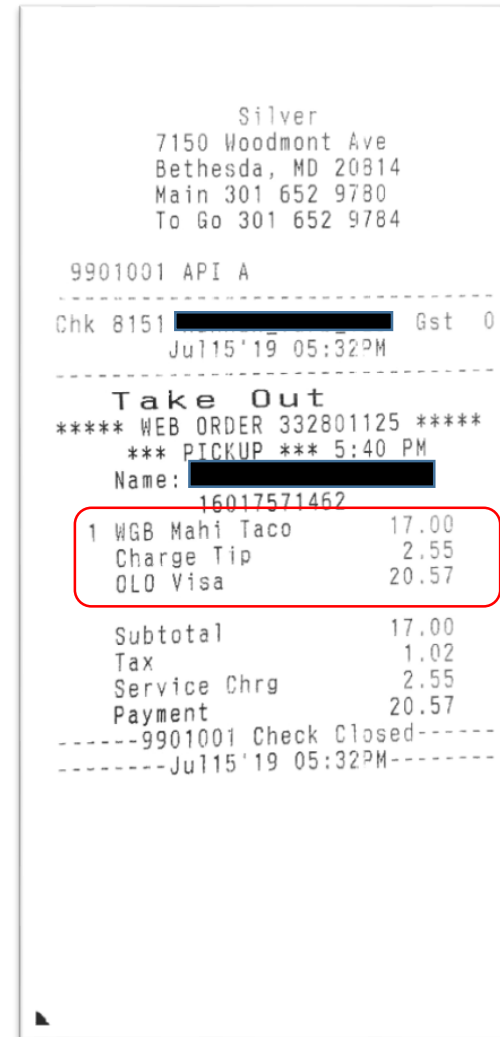 Silver
7150 Woodmont Ave
Bethesda, MD 20814
Main 301 652 9780
To Go 301 652 9784
9901001 API A
Chk 8151 Gst 0
Jul15'19 05:32PM
Take Out
***** WEB ORDER 332801125 *****
*** PICKUP *** 5:40 PM
Name:
16017571462
1 WGB Mahi Taco 17.00
Charge Tip 2.55
OLO Visa 20.57
Subtotal 17.00
Tax 1.02
Service Chrg 2.55
Payment 20.57
------9901001 Check Closed------
--------Jul15'19 05:32PM--------